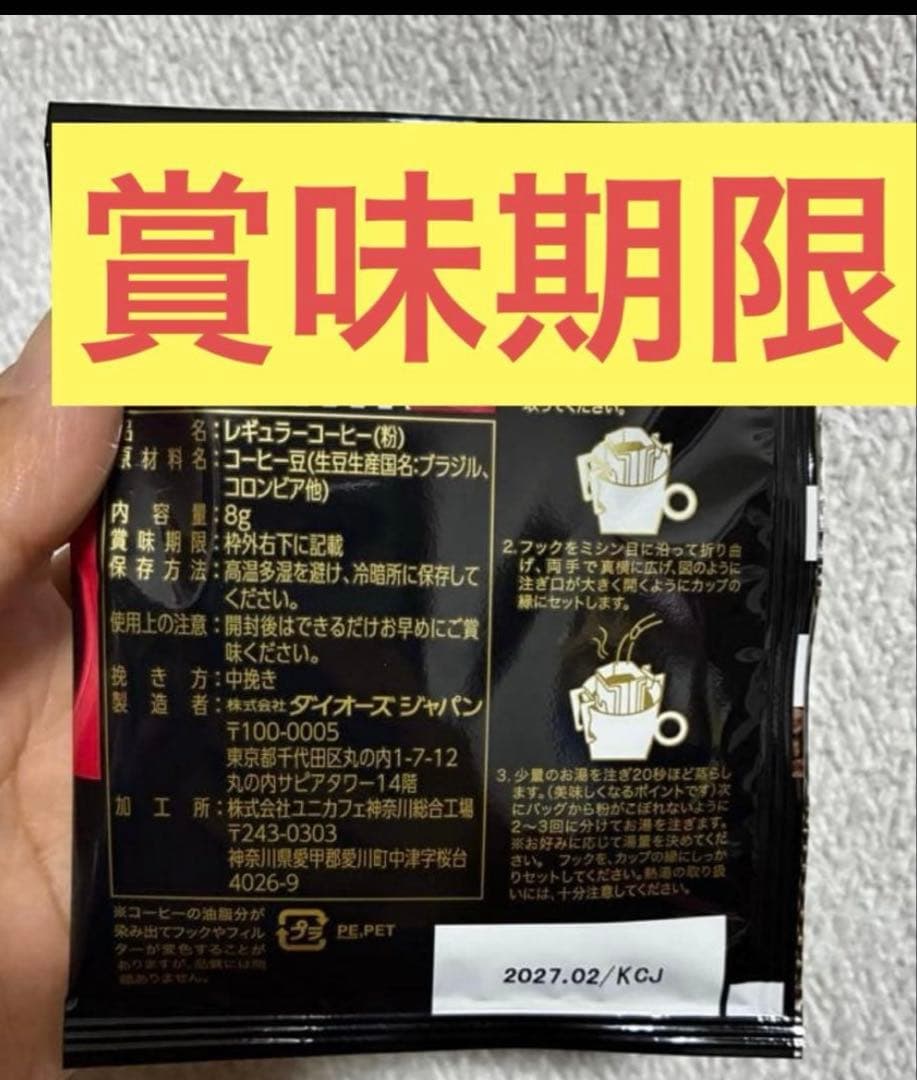 賞味期限
名:レギュラーコーヒー(粉)
原材料名:コーヒー豆(生豆生産国名:ブラジル、
コロンビア他)
内容量:8g
賞味期限:枠外右下に記載
保存方法:高温多湿を避け、冷暗所に保存して
ください。
使用上の注意:開封後はできるだけお早めにご賞
味ください。
挽き方:中挽き
製造者:株式会社ダイオーズ ジャパン
〒100-0005
東京都千代田区丸の内1-7-12
丸の内サピアタワー14階
加工所:株式会社ユニカフェ神奈川総合工場
〒243-0303
神奈川県愛甲郡愛川町中津字桜台
4026-9
※コーヒーの油脂分が
染み出てフックやフィル
ターが変色することが
ありますが、品質には問
題ありません。
プラ
PE,PET
取ってください。
2.フックをミシン目に沿って折り曲
げ、両手で真横に広げ、図のように
注ぎ口が大きく開くようにカップの
縁にセットします。
3.少量のお湯を注ぎ20秒ほど蒸らし
ます。(美味しくなるポイントです)次
にバッグから粉がこぼれないように
2〜3回に分けてお湯を注ぎます。
※お好みに応じて湯量を決めてくだ
さい。 フックを、カップの縁にしっか
りセットしてください。熱湯の取り扱
いには、十分注意してください。
2027.02/KCJ